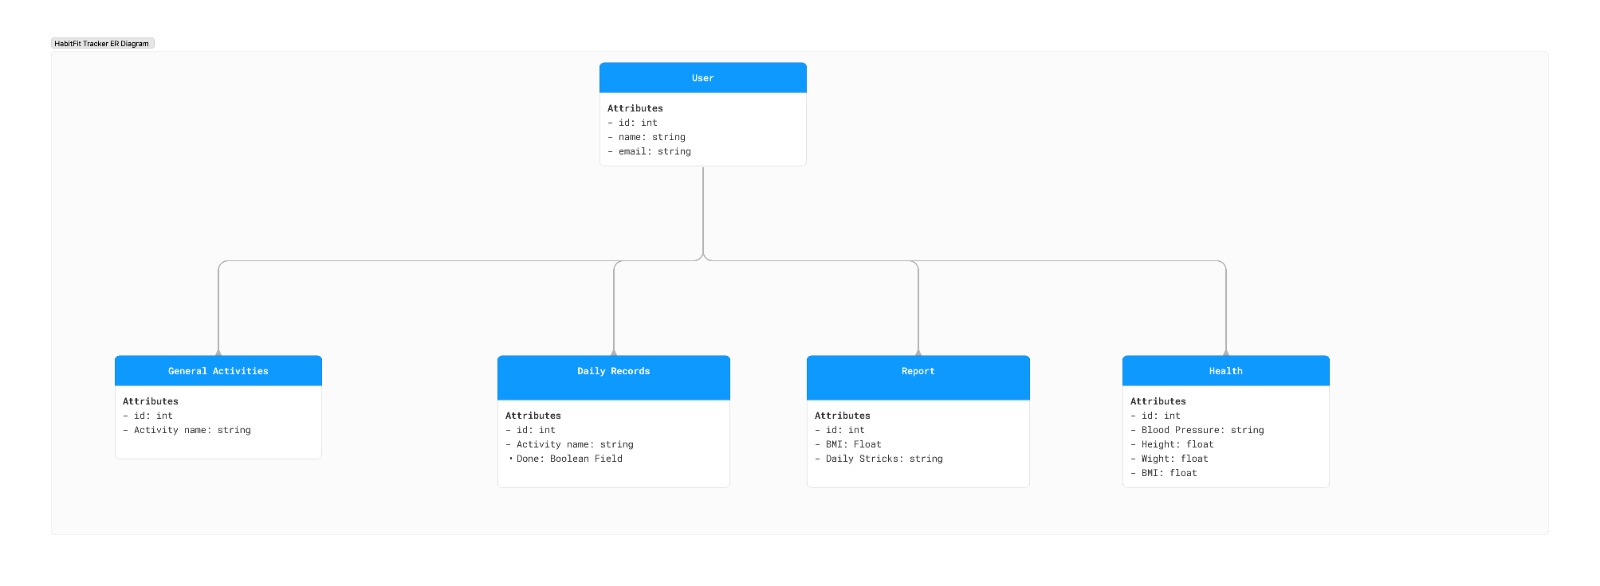 HabitFit Tracker ER Diagram
User
Attributes
- id: int
- name: string
- email: string
General Activities
Attributes
- id: int
- Activity name: string
Daily Records
Attributes
- id: int
- Activity name: string
• Done: Boolean Field
Report
Attributes
- id: int
- BMI: Float
- Daily Stricks: string
Health
Attributes
- id: int
- Blood Pressure: string
- Height: float
- Wight: float
- BMI: float